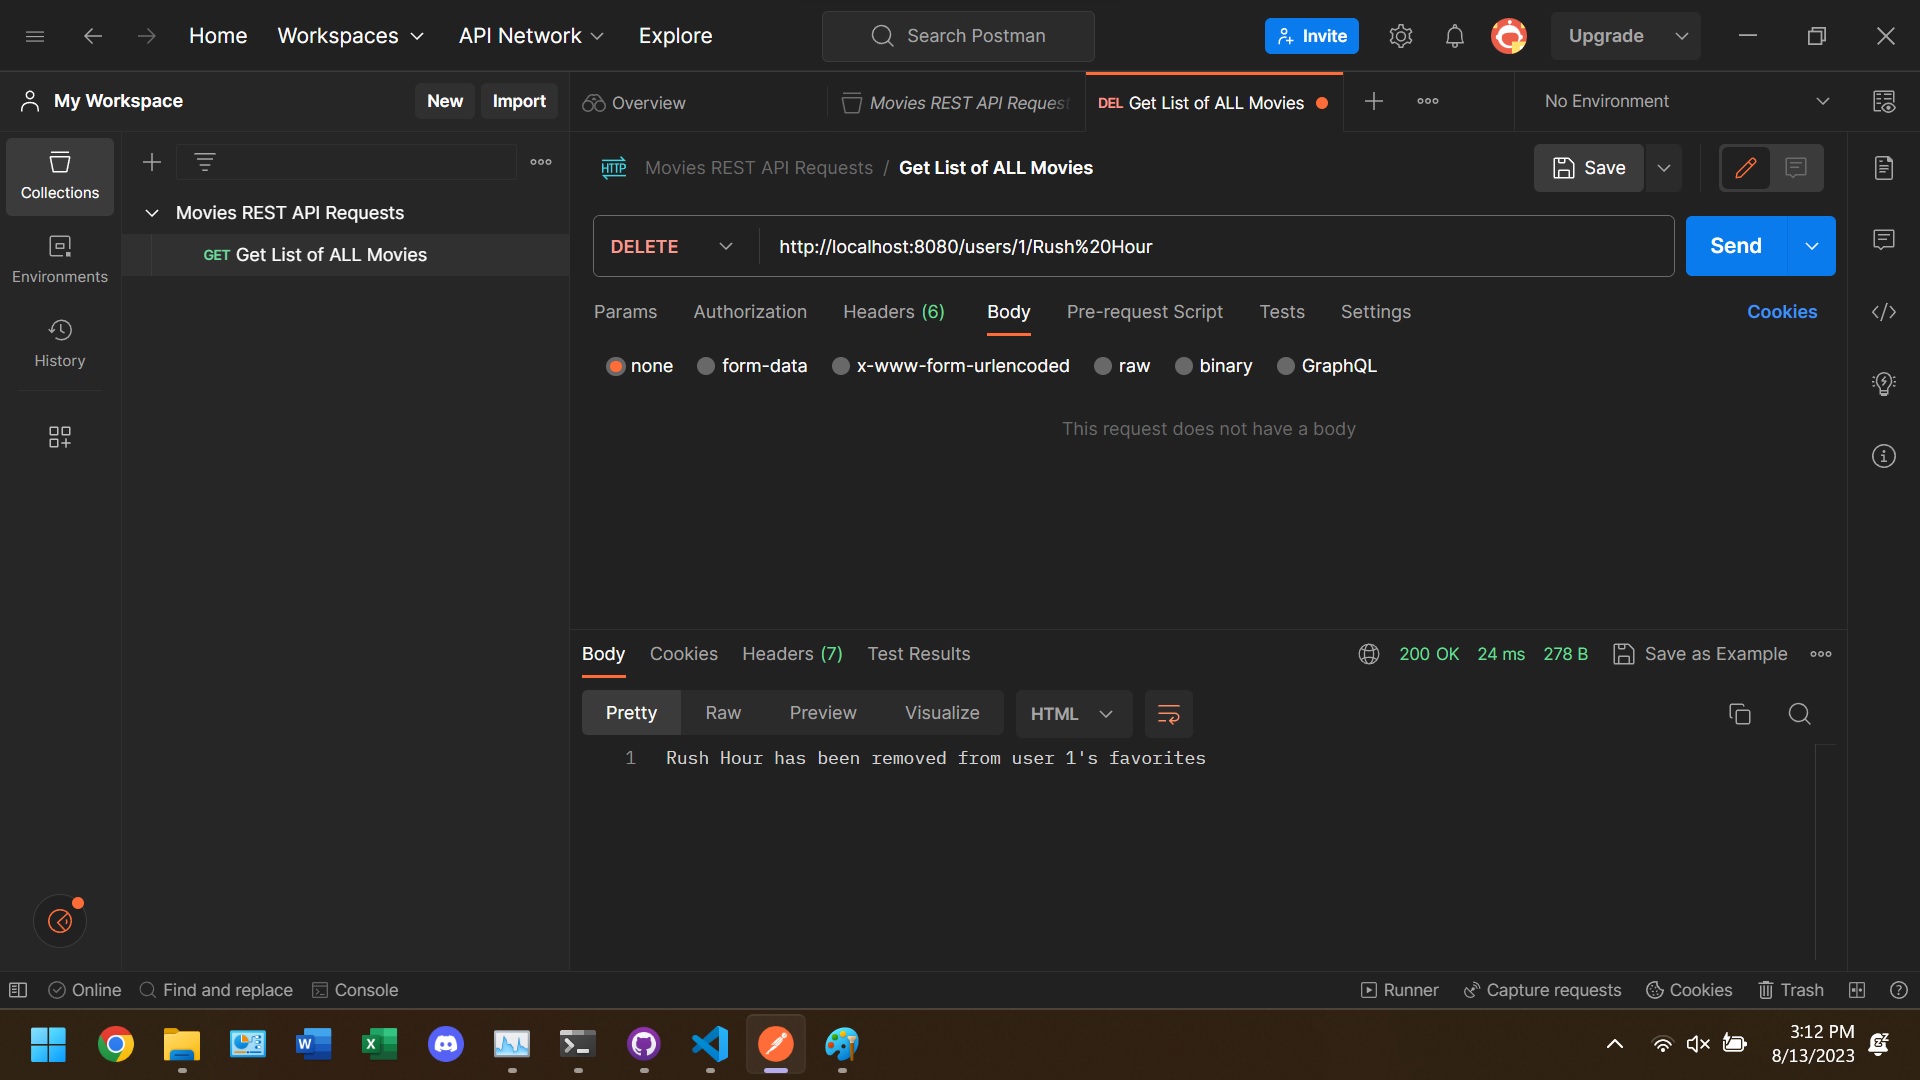 Home Workspaces API Network Explore Search Postman Invite Upgrade
My Workspace New Import Overview Movies REST API Request DEL Get List of ALL Movies No Environment
Collections
Movies REST API Requests / Get List of ALL Movies Save
Movies REST API Requests
GET Get List of ALL Movies
DELETE http://localhost:8080/users/1/Rush%20Hour Send
Environments
Params Authorization Headers (6) Body Pre-request Script Tests Settings Cookies
History
none form-data x-www-form-urlencoded raw binary GraphQL
This request does not have a body
Body Cookies Headers (7) Test Results 200 OK 24 ms 278 B Save as Example
Pretty Raw Preview Visualize HTML
1 Rush Hour has been removed from user 1's favorites
Online Find and replace Console Runner Capture requests Cookies Trash
3:12 PM
8/13/2023